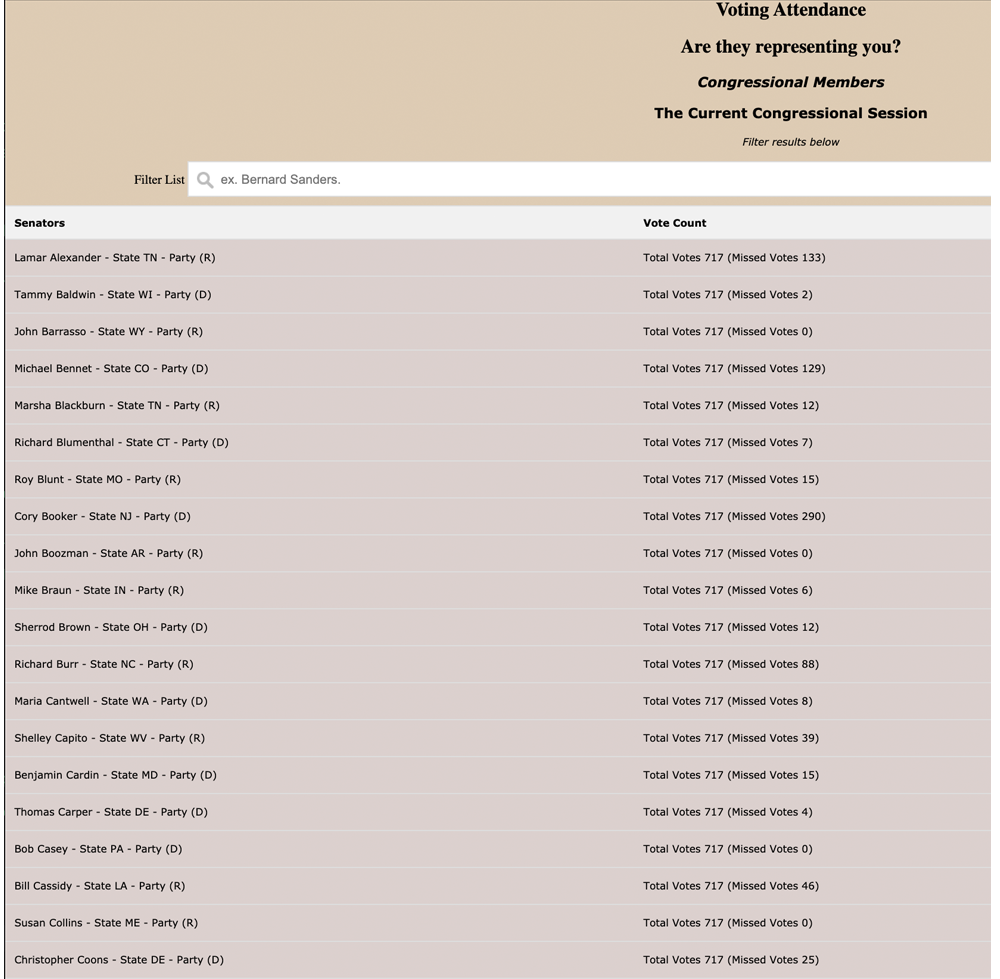 Voting Attendance
Are they representing you?
Congressional Members
The Current Congressional Session
Filter results below
Filter List ex. Bernard Sanders.
Senators Vote Count
Lamar Alexander - State TN - Party (R) Total Votes 717 (Missed Votes 133)
Tammy Baldwin - State WI - Party (D) Total Votes 717 (Missed Votes 2)
John Barrasso - State WY - Party (R) Total Votes 717 (Missed Votes 0)
Michael Bennet - State CO - Party (D) Total Votes 717 (Missed Votes 129)
Marsha Blackburn - State TN - Party (R) Total Votes 717 (Missed Votes 12)
Richard Blumenthal - State CT - Party (D) Total Votes 717 (Missed Votes 7)
Roy Blunt - State MO - Party (R) Total Votes 717 (Missed Votes 15)
Cory Booker - State NJ - Party (D) Total Votes 717 (Missed Votes 290)
John Boozman - State AR - Party (R) Total Votes 717 (Missed Votes 0)
Mike Braun - State IN - Party (R) Total Votes 717 (Missed Votes 6)
Sherrod Brown - State OH - Party (D) Total Votes 717 (Missed Votes 12)
Richard Burr - State NC - Party (R) Total Votes 717 (Missed Votes 88)
Maria Cantwell - State WA - Party (D) Total Votes 717 (Missed Votes 8)
Shelley Capito - State WV - Party (R) Total Votes 717 (Missed Votes 39)
Benjamin Cardin - State MD - Party (D) Total Votes 717 (Missed Votes 15)
Thomas Carper - State DE - Party (D) Total Votes 717 (Missed Votes 4)
Bob Casey - State PA - Party (D) Total Votes 717 (Missed Votes 0)
Bill Cassidy - State LA - Party (R) Total Votes 717 (Missed Votes 46)
Susan Collins - State ME - Party (R) Total Votes 717 (Missed Votes 0)
Christopher Coons - State DE - Party (D) Total Votes 717 (Missed Votes 25)